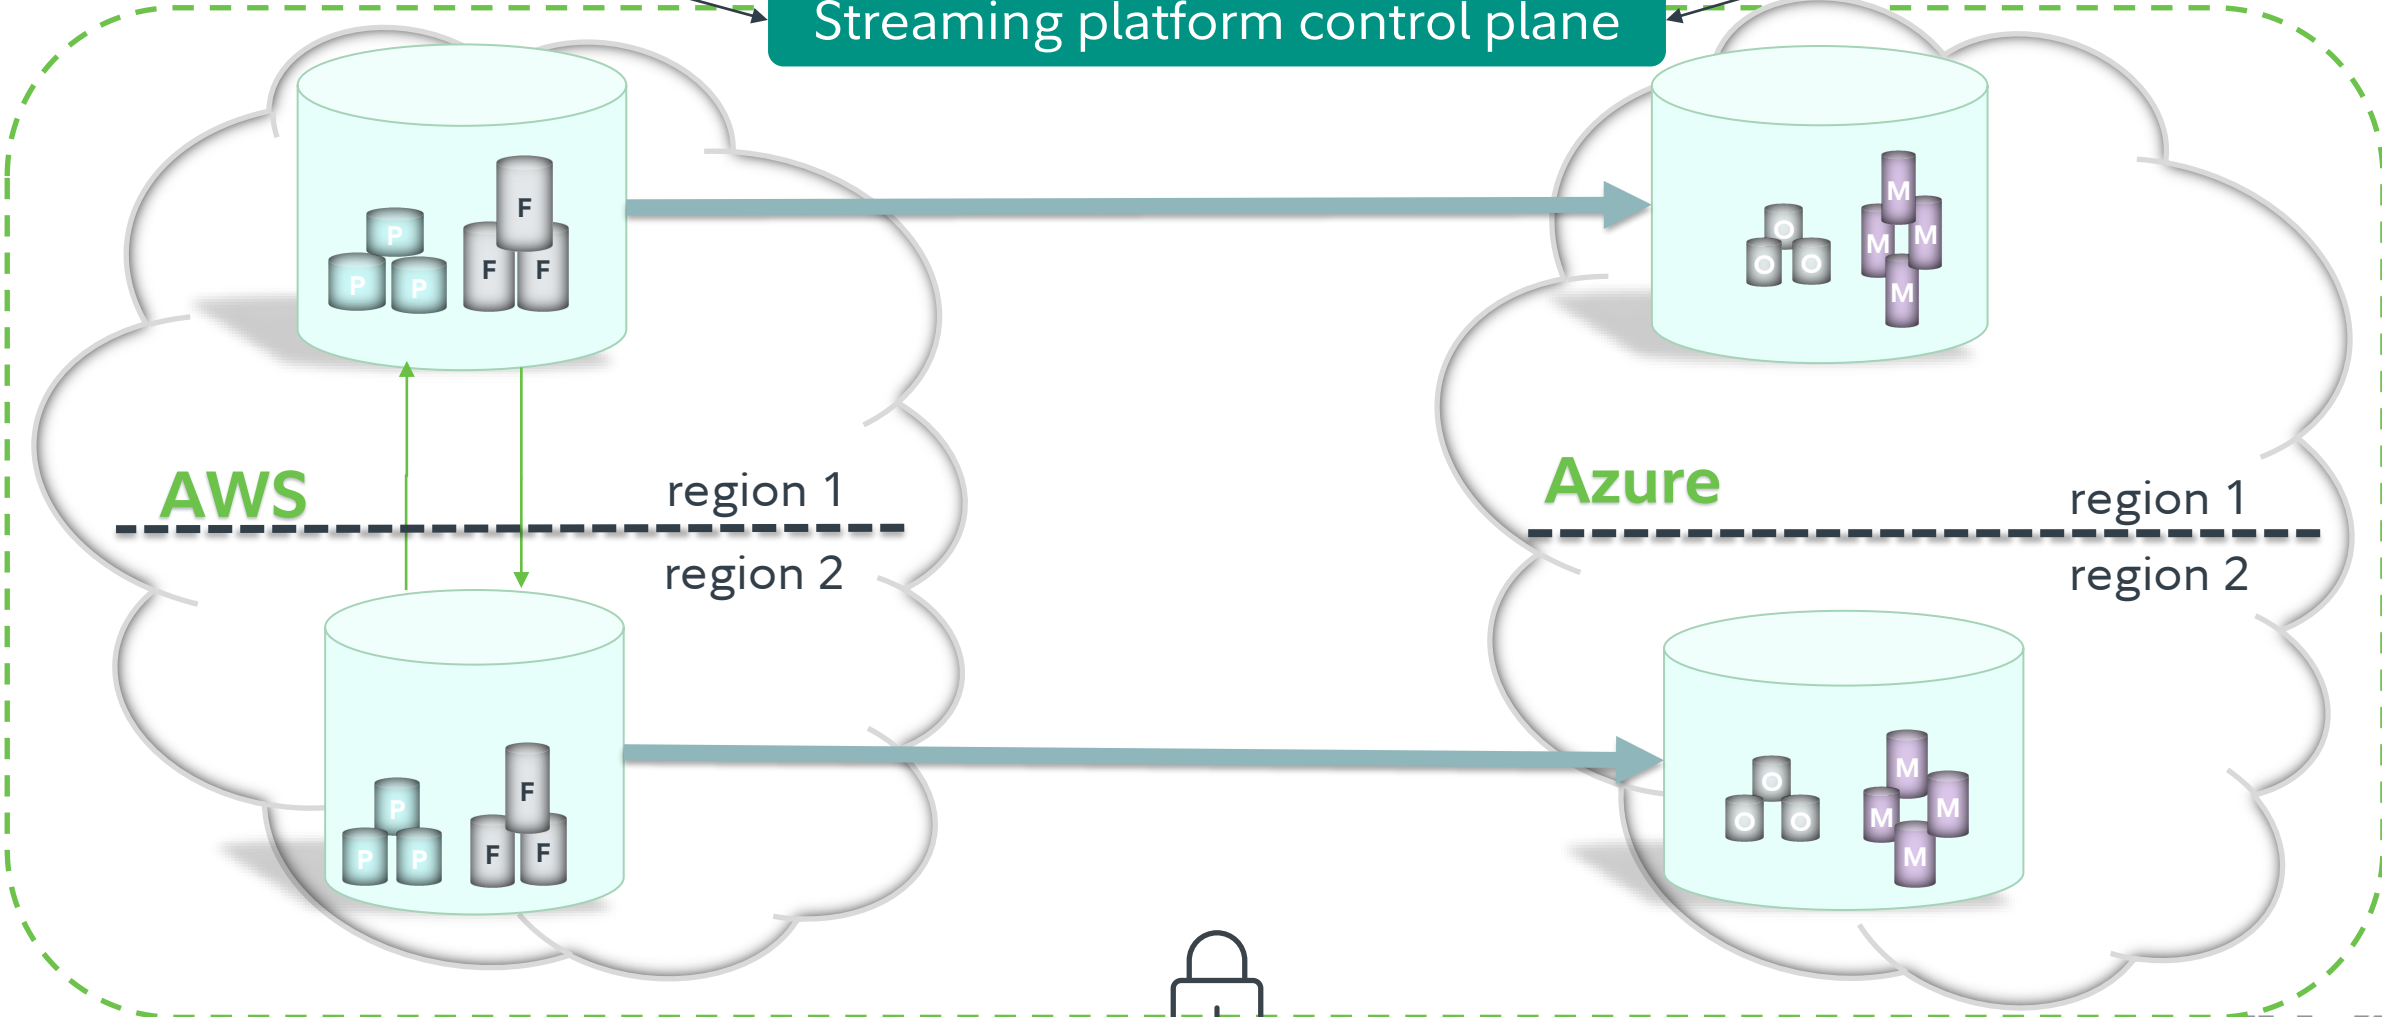 Streaming platform control plane
F
P
F
F
P
P
M
O
M
M
O
O
M
AWS
region 1
region 2
Azure
region 1
region 2
P
F
P
P
F
F
O
M
M
M
O
O
M